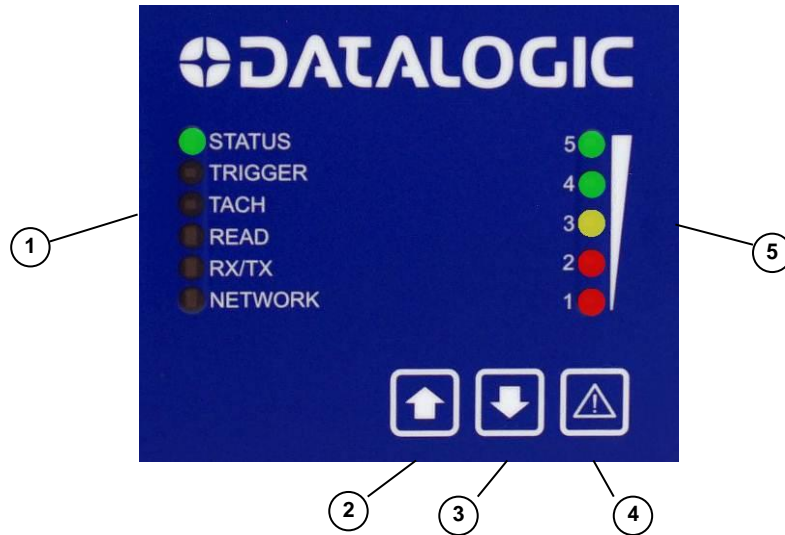 DATALOGIC
STATUS
TRIGGER
TACH
READ
RX/TX
NETWORK
5
4
3
2
1
1
5
2
3
4